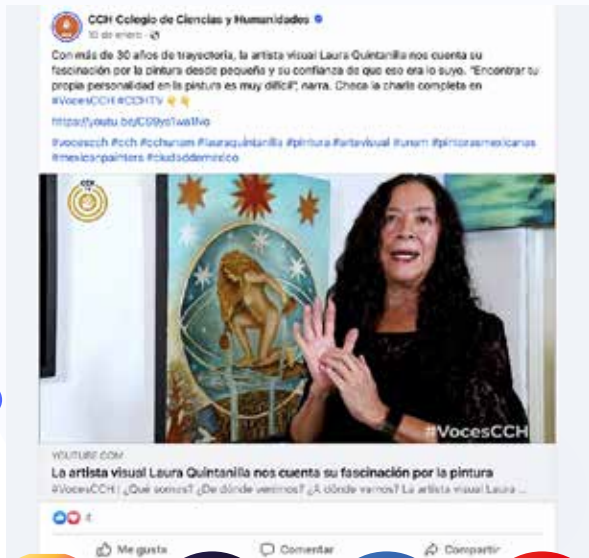 CCH Colegio de Ciencias y Humanidades
10 de enero ·
Con más de 30 años de trayectoria, la artista visual Laura Quintanilla nos cuenta su
fascinación por la pintura desde pequeña y su confianza de que eso era lo suyo. "Encontrar tu
propia personalidad en la pintura es muy difícil", narra. Checa la charla completa en
#VocesCCH #CCHTV
#vocescch #cch #cchunam #lauraquintanilla #pintura #artevisual #unam #pintorasmexicanas
#mexicanpainters #ciudaddemexico
#VocesCCH
YOUTUBE.COM
La artista visual Laura Quintanilla nos cuenta su fascinación por la pintura
#VocesCCH | ¿Qué somos? ¿De dónde venimos? ¿A dónde vamos? La artista visual Laura ...
4
Me gusta
Comentar
Compartir